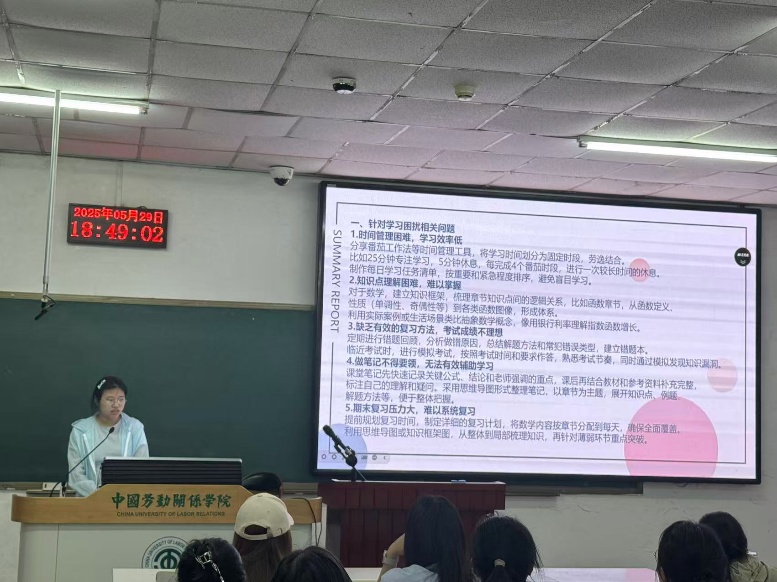 2025年05月29日
18:49:02
SUMMARY REPORT
一、针对学习困扰相关问题
1.时间管理困难，学习效率低
分享番茄工作法等时间管理工具，将学习时间划分为固定时段，劳逸结合。
比如25分钟专注学习，5分钟休息，每完成4个番茄时段，进行一次较长时间的休息。
制作每日学习任务清单，按重要和紧急程度排序，避免盲目学习。
2.知识点理解困难，难以掌握
对于数学，建立知识框架，梳理章节知识点间的逻辑关系，比如函数章节，从函数定义、
性质（单调性、奇偶性等）到各类函数图像，形成体系。
利用实际案例或生活场景类比抽象数学概念，像用银行利率理解指数函数增长。
3.缺乏有效的复习方法，考试成绩不理想
定期进行错题回顾，分析做错原因，总结解题方法和常犯错误类型，建立错题本。
临近考试时，进行模拟考试，按照考试时间和要求作答，熟悉考试节奏，同时通过模拟发现知识漏洞。
4.做笔记不得要领，无法有效辅助学习
课堂笔记先快速记录关键公式、结论和老师强调的重点，课后再结合教材和参考资料补充完整，
标注自己的理解和疑问。采用思维导图形式整理笔记，以章节为主题，展开知识点、例题、
解题方法等，便于整体把握。
5.期末复习压力大，难以系统复习
提前规划复习时间，制定详细的复习计划，将数学内容按章节分配到每天，确保全面覆盖。
利用思维导图或知识框架图，从整体到局部梳理知识，再针对薄弱环节重点突破。
中國劳動關係学院
CHINA UNIVERSITY OF LABOR RELATIONS